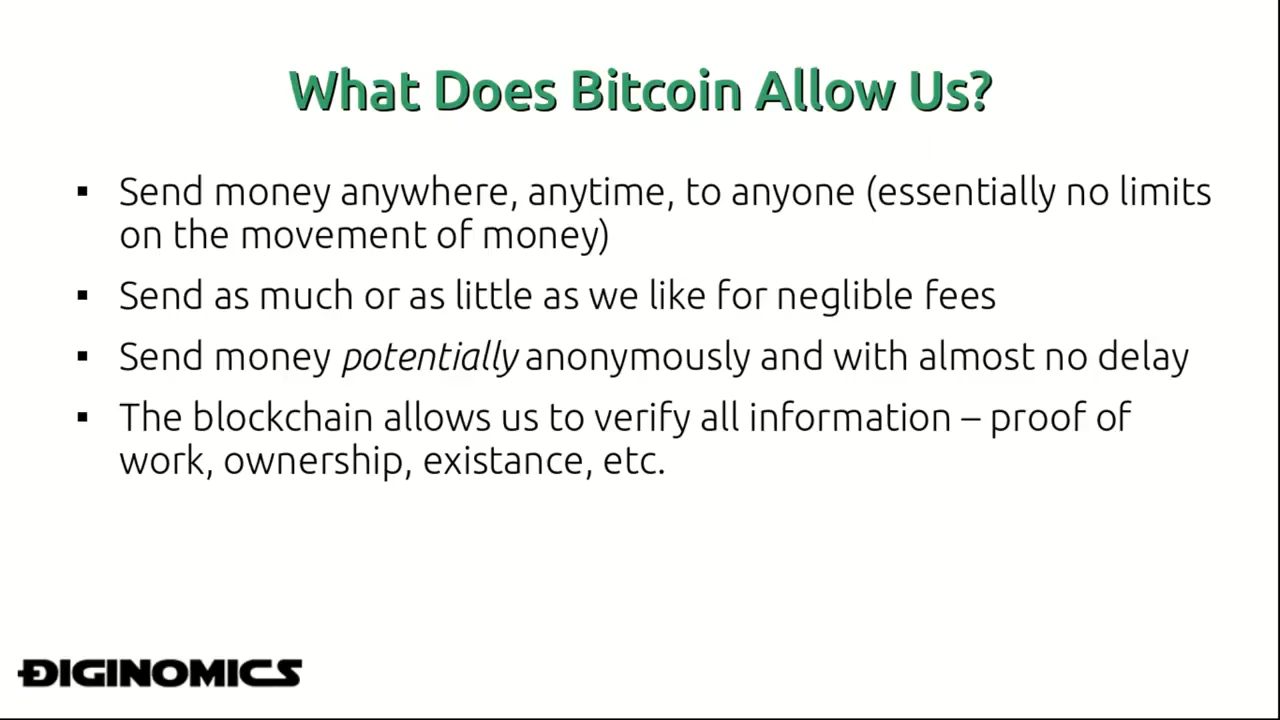 What Does Bitcoin Allow Us?
▪ Send money anywhere, anytime, to anyone (essentially no limits
on the movement of money)
▪ Send as much or as little as we like for neglible fees
▪ Send money potentially anonymously and with almost no delay
▪ The blockchain allows us to verify all information – proof of
work, ownership, existance, etc.
ĐIGINOMICS